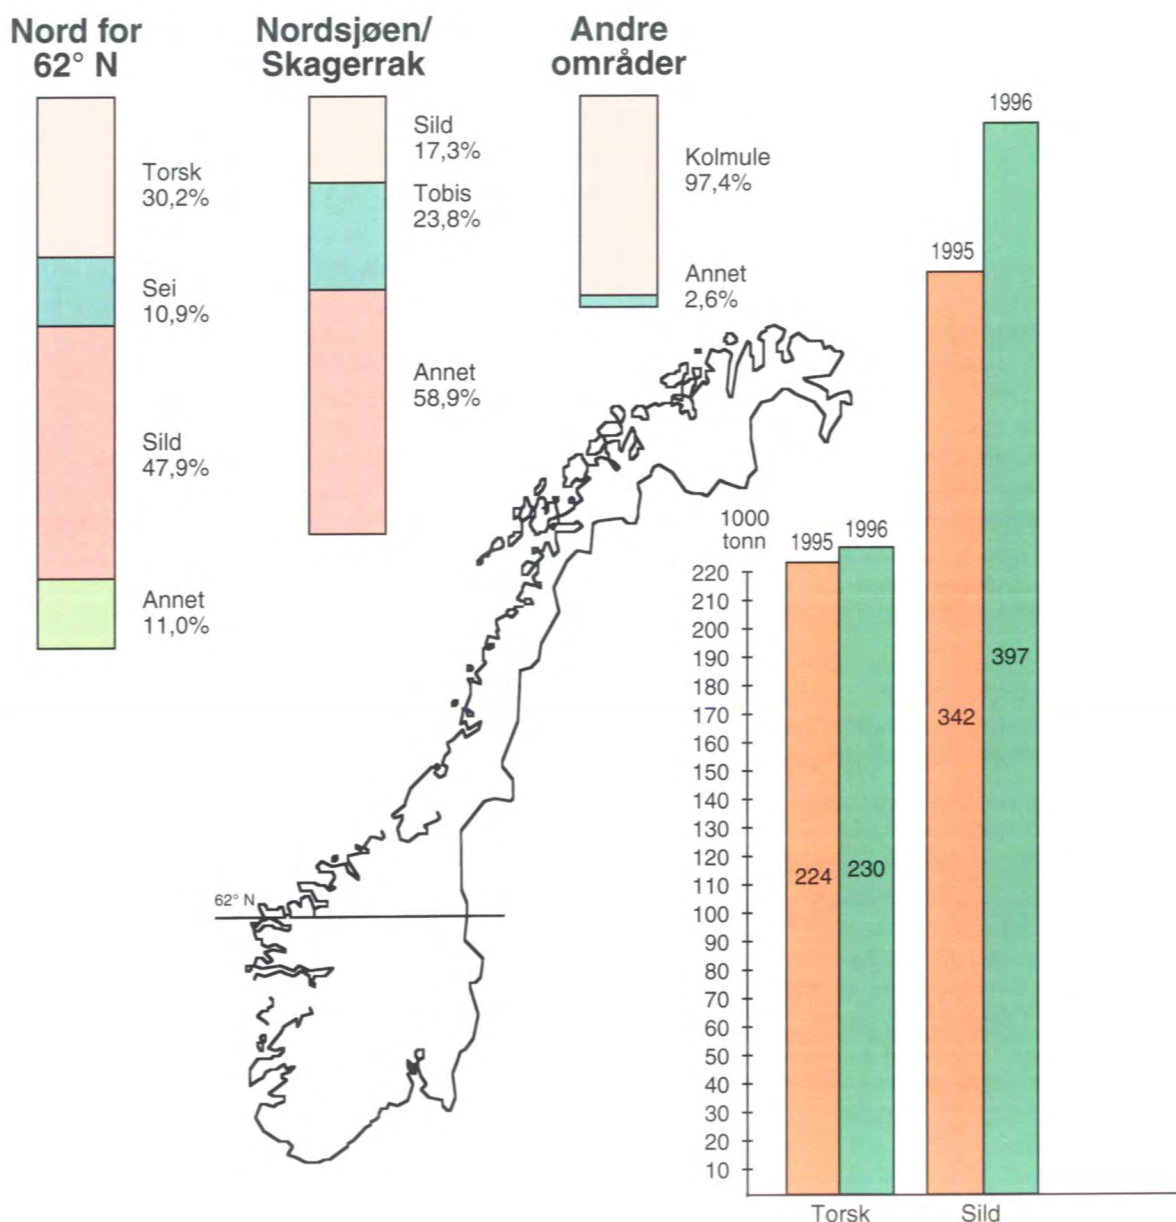 Nord for
62° N
Torsk
30,2%
Sei
10,9%
Sild
47,9%
Annet
11,0%
Nordsjøen/
Skagerrak
Sild
17,3%
Tobis
23,8%
Annet
58,9%
Andre
områder
Kolmule
97,4%
Annet
2,6%
62° N
1000
tonn
220
210
200
190
180
170
160
150
140
130
120
110
100
90
80
70
60
50
40
30
20
10
1995
1996
224
230
Torsk
1995
1996
342
397
Sild